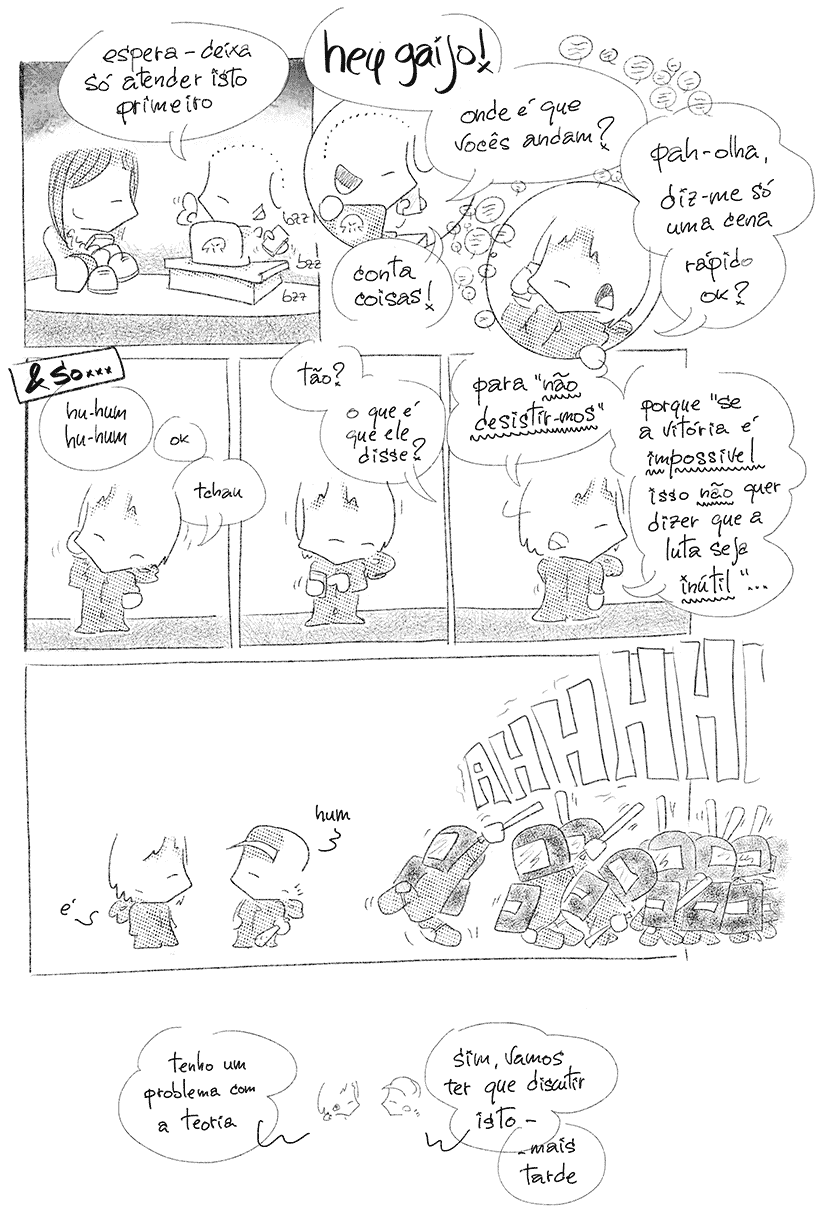 espera - deixa
só atender isto
primeiro
hey gaijo!
onde é que
vocês andam?
bzz!
bzz
bzz
conta
coisas!
pah - olha,
diz-me só
uma cena
rápido
ok?
& so...
hu-hum
hu-hum
ok
tchau
tão?
o que é
que ele
disse?
para "não
desistir-mos"
porque "se
a vitória é
impossivel
isso não quer
dizer que a
luta seja
inútil"...
AHHHHH
hum
é
tenho um
problema com
a teoria
sim, vamos
ter que discutir
isto -
- mais
tarde